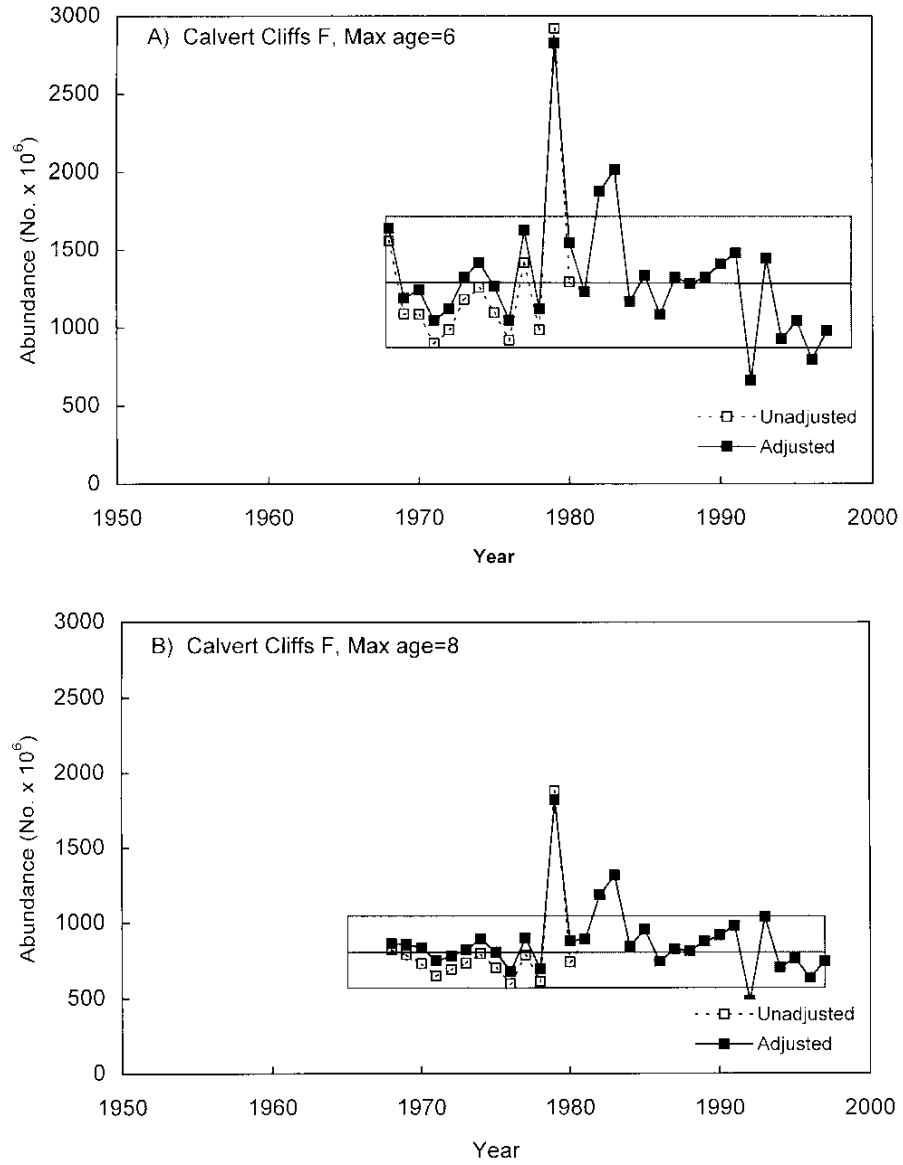 A) Calvert Cliffs F, Max age=6
Abundance (No. x 10⁶)
3000
2500
2000
1500
1000
500
0
Unadjusted
Adjusted
1950 1960 1970 1980 1990 2000
Year
B) Calvert Cliffs F, Max age=8
Abundance (No. x 10⁶)
3000
2500
2000
1500
1000
500
0
Unadjusted
Adjusted
1950 1960 1970 1980 1990 2000
Year